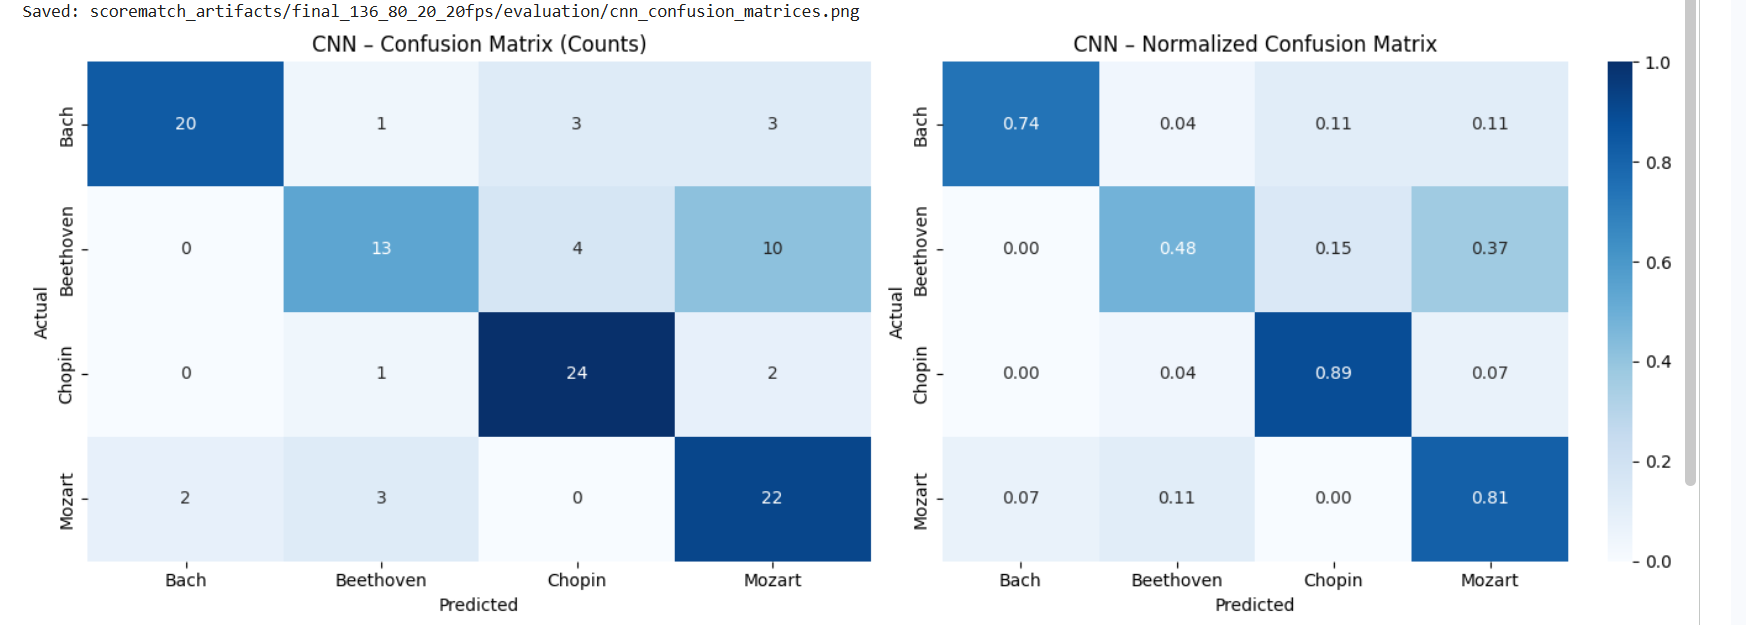 Saved: scorematch_artifacts/final_136_80_20_20fps/evaluation/cnn_confusion_matrices.png
CNN – Confusion Matrix (Counts)
Actual
Bach
20 1 3 3
Beethoven
0 13 4 10
Chopin
0 1 24 2
Mozart
2 3 0 22
Bach Beethoven Chopin Mozart
Predicted
CNN – Normalized Confusion Matrix
Actual
Bach
0.74 0.04 0.11 0.11
Beethoven
0.00 0.48 0.15 0.37
Chopin
0.00 0.04 0.89 0.07
Mozart
0.07 0.11 0.00 0.81
Bach Beethoven Chopin Mozart
Predicted
1.0
0.8
0.6
0.4
0.2
0.0